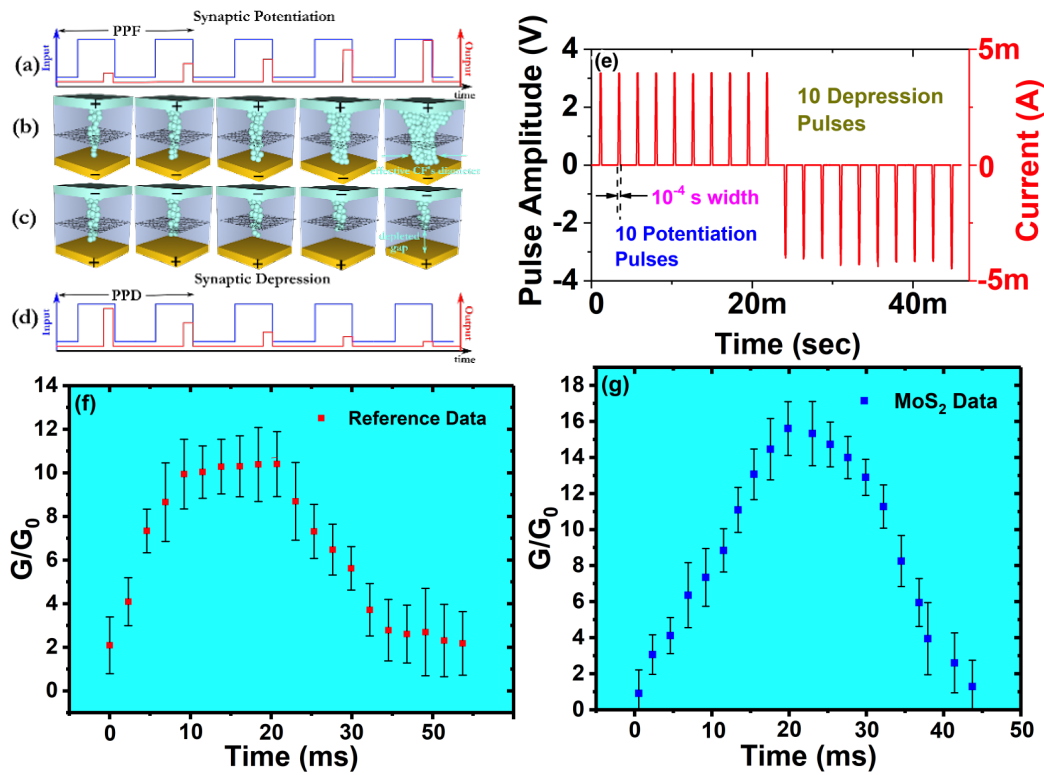 Synaptic Potentiation
PPF
Input
Output
(a)
time
(b)
+ + + + +
effective CF's diameter
− − − − −
(c)
− − − − −
depleted
gap
+ + + + +
Synaptic Depression
PPD
(d)
Input
Output
time
(e)
Pulse Amplitude (V)
4
2
0
-2
-4
10 Depression
Pulses
10⁻⁴ s width
10 Potentiation
Pulses
5m
0
-5m
Current (A)
0 20m 40m
Time (sec)
(f)
Reference Data
G/G₀
14
12
10
8
6
4
2
0
0 10 20 30 40 50
Time (ms)
(g)
MoS₂ Data
G/G₀
18
16
14
12
10
8
6
4
2
0
0 10 20 30 40 50
Time (ms)